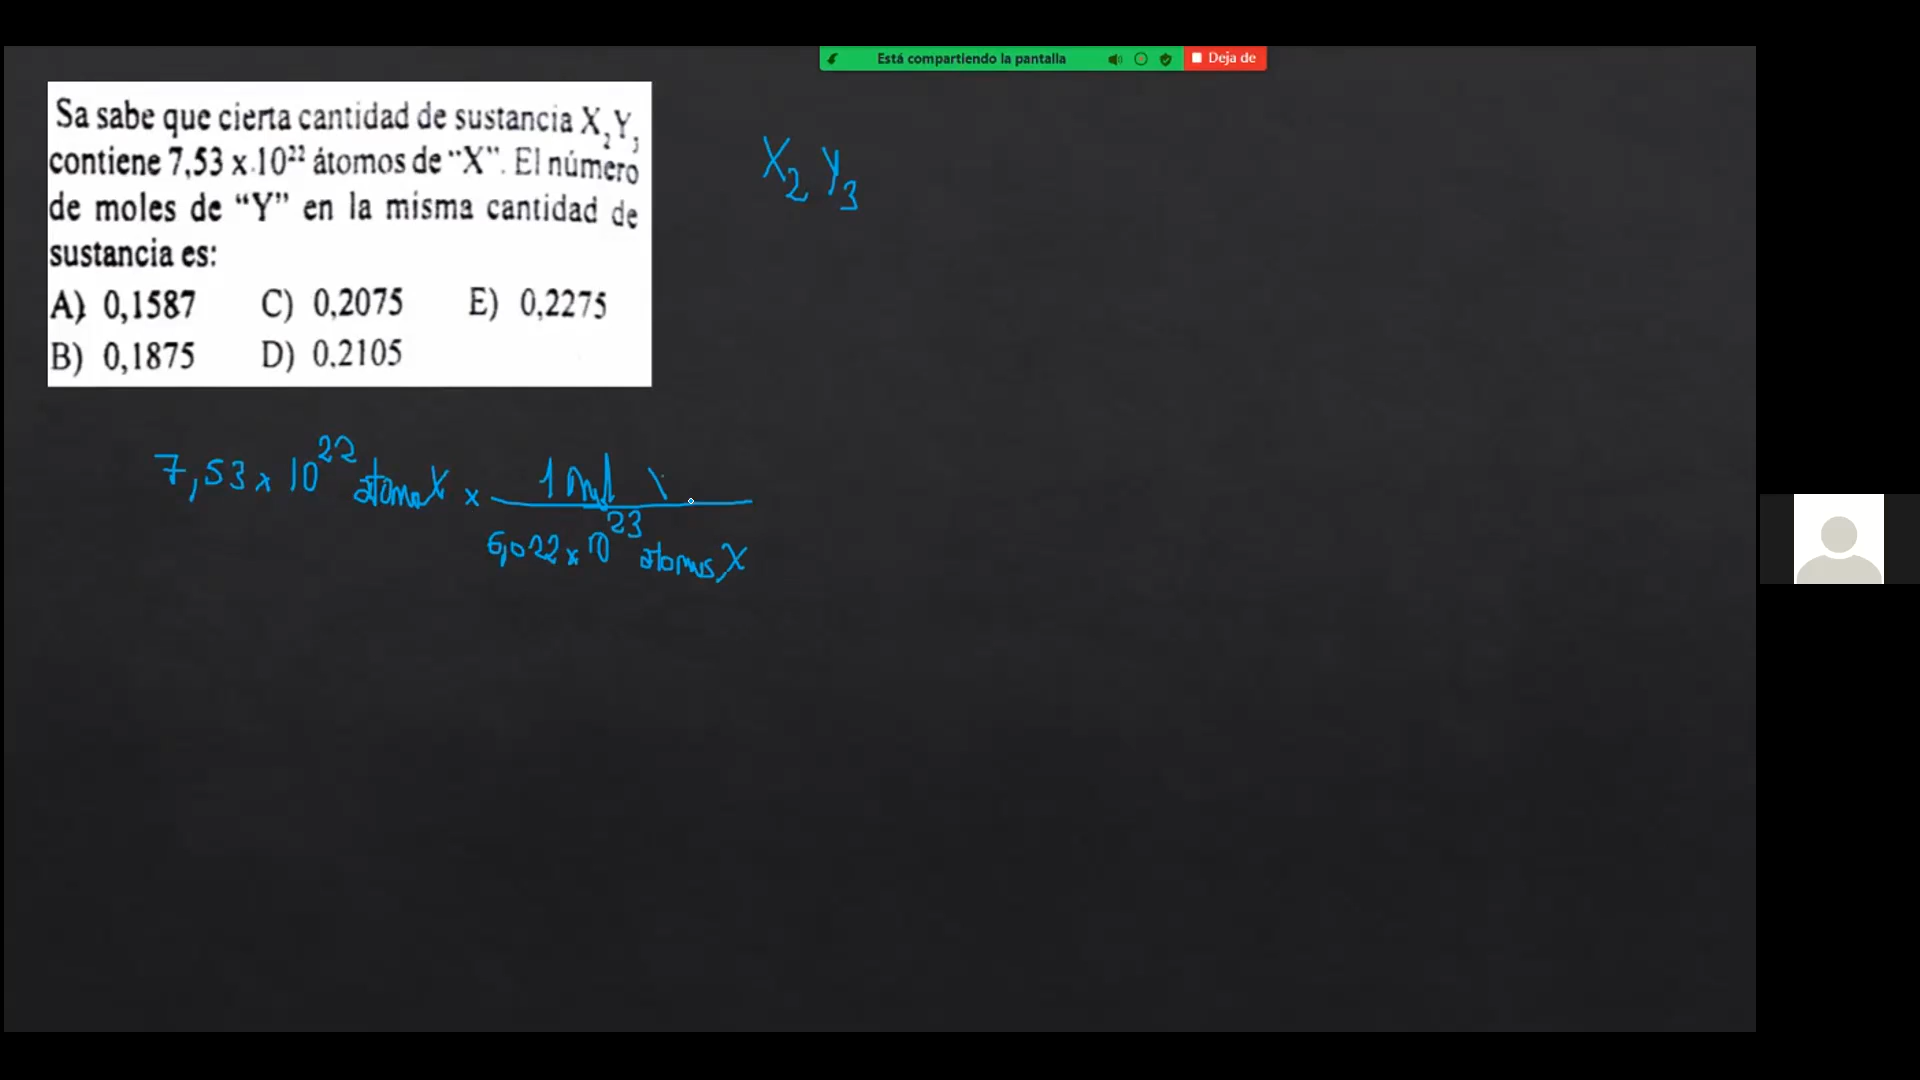 Está compartiendo la pantalla
Deja de
Sa sabe que cierta cantidad de sustancia X₂Y₃
contiene 7,53 x 10²² átomos de "X". El número
de moles de "Y" en la misma cantidad de
sustancia es:
A) 0,1587 C) 0,2075 E) 0,2275
B) 0,1875 D) 0.2105
X₂ Y₃
7,53 x 10²² atomo X x 1 mol X
6,022 x 10²³ atomos X